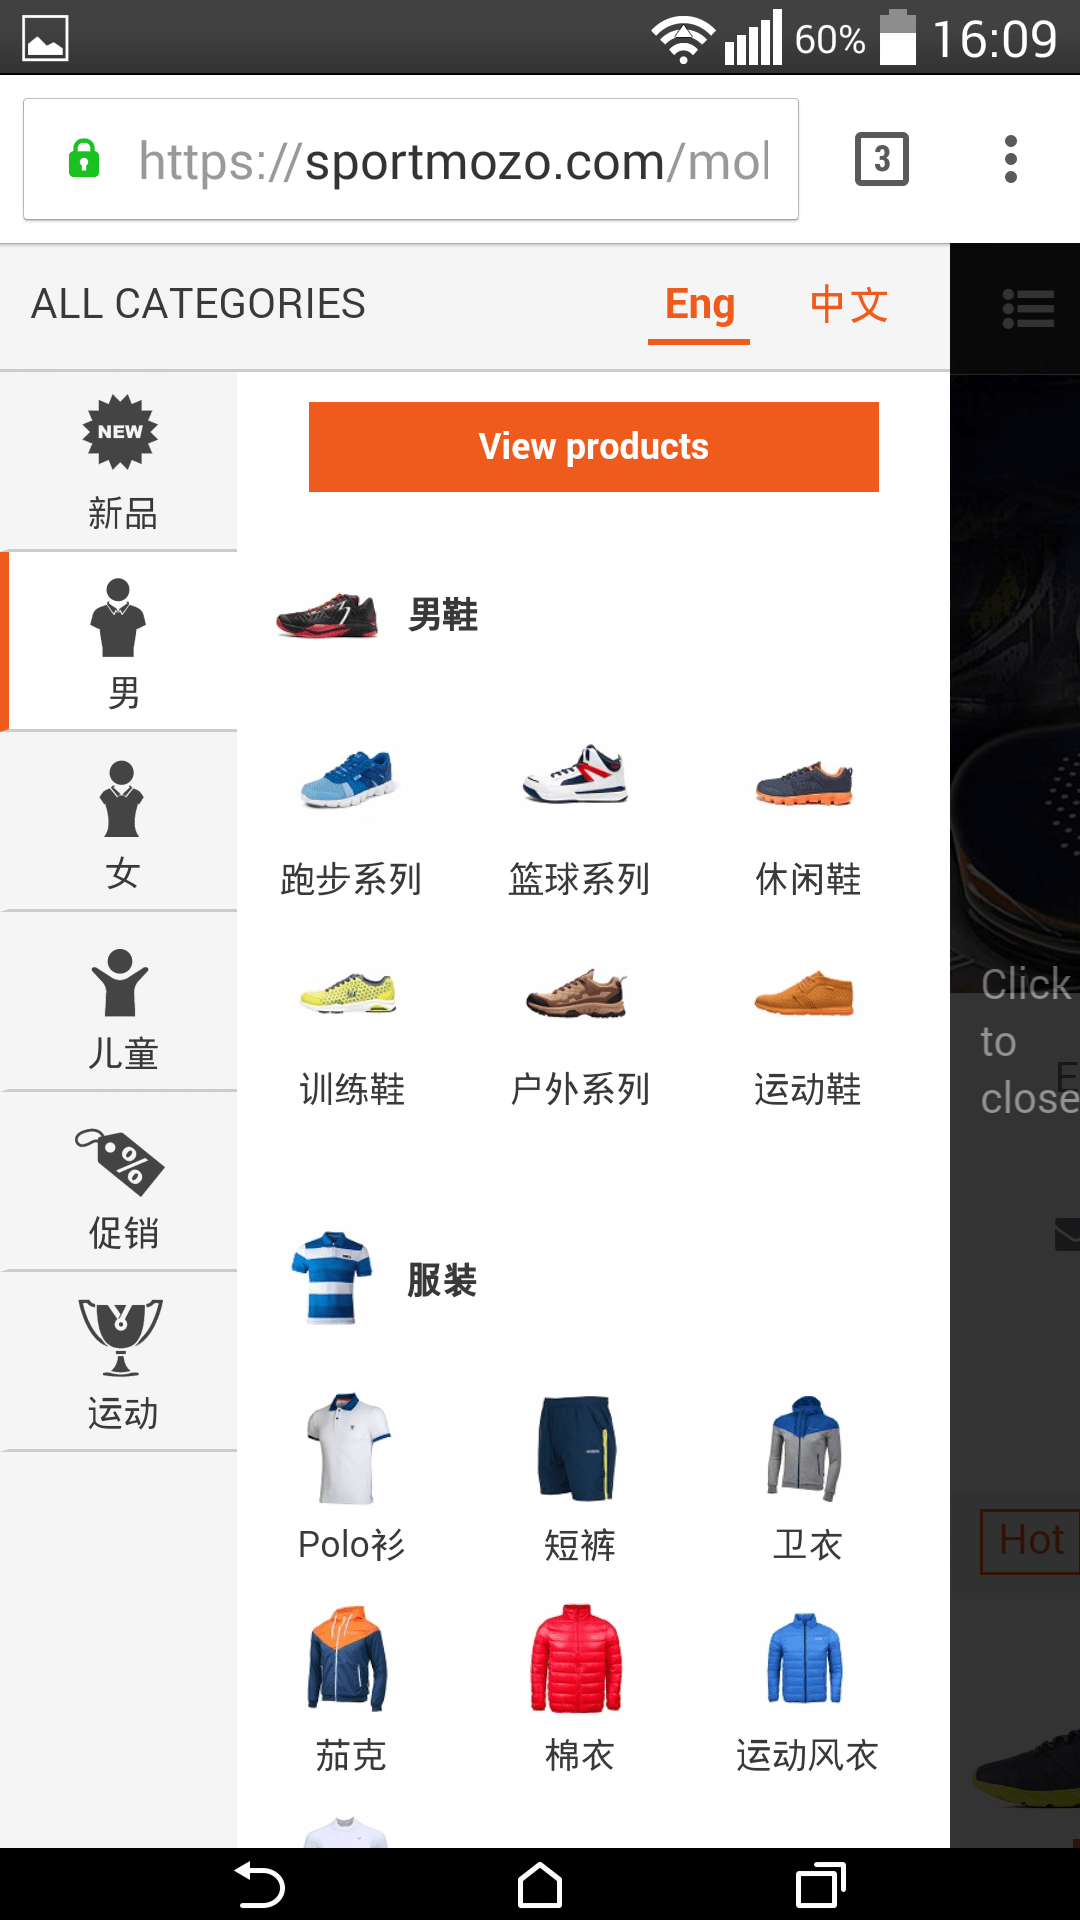 60% 16:09
https://sportmozo.com/mol
3
ALL CATEGORIES Eng 中文
View products
NEW
新品
男
女
儿童
促销
运动
男鞋
跑步系列 篮球系列 休闲鞋
训练鞋 户外系列 运动鞋
服装
Polo衫 短裤 卫衣
茄克 棉衣 运动风衣
Click
to
close
E
Hot